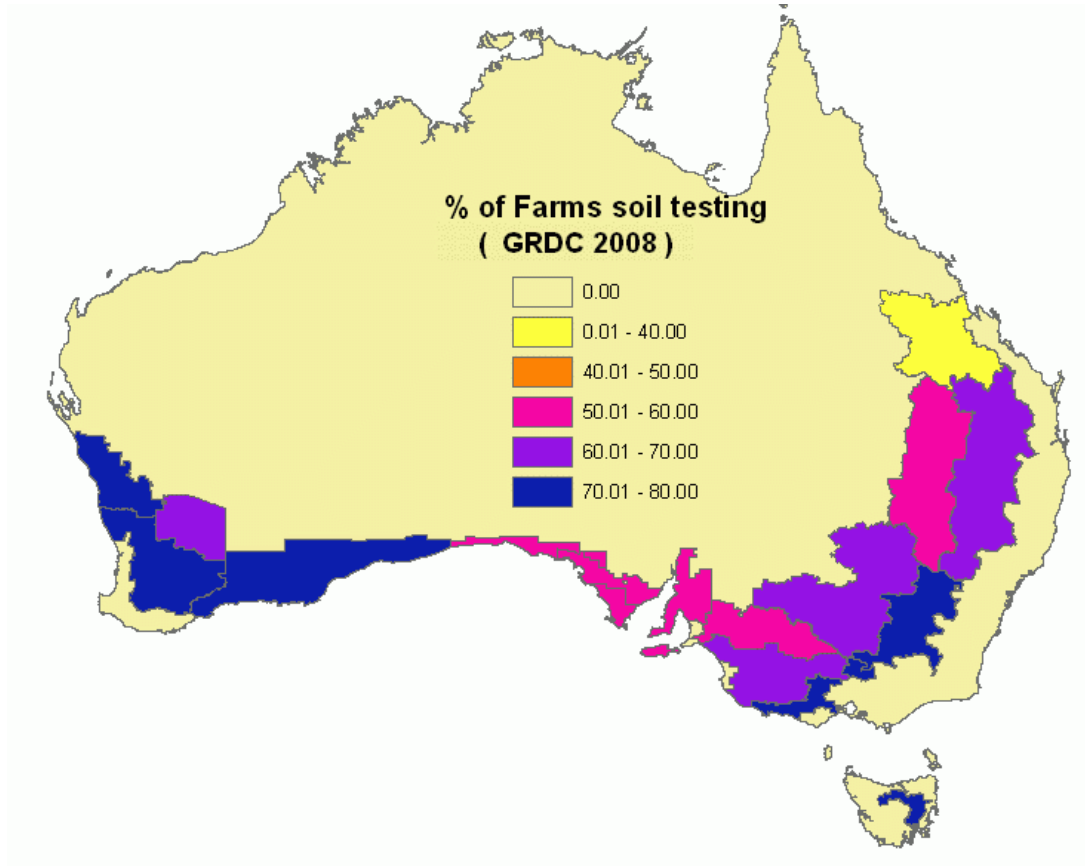 % of Farms soil testing
( GRDC 2008 )
0.00
0.01 - 40.00
40.01 - 50.00
50.01 - 60.00
60.01 - 70.00
70.01 - 80.00